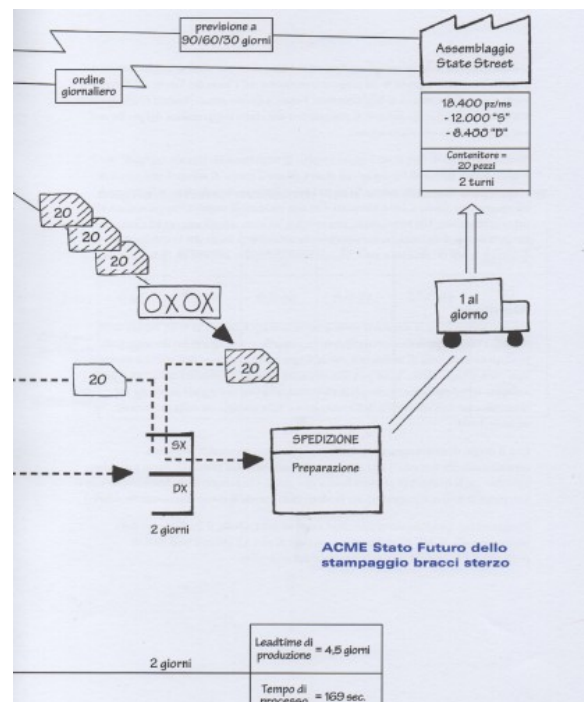 previsione a
90/60/30 giorni
Assemblaggio
State Street
ordine
giornaliero
18.400 pz/ms
- 12.000 "S"
- 8.400 "D"
Contenitore =
20 pezzi
2 turni
20
20
20
OXOX
1 al
giorno
20
20
SX
DX
2 giorni
SPEDIZIONE
Preparazione
ACME Stato Futuro dello
stampaggio bracci sterzo
2 giorni
Leadtime di
produzione = 4,5 giorni
Tempo di
processo = 169 sec.